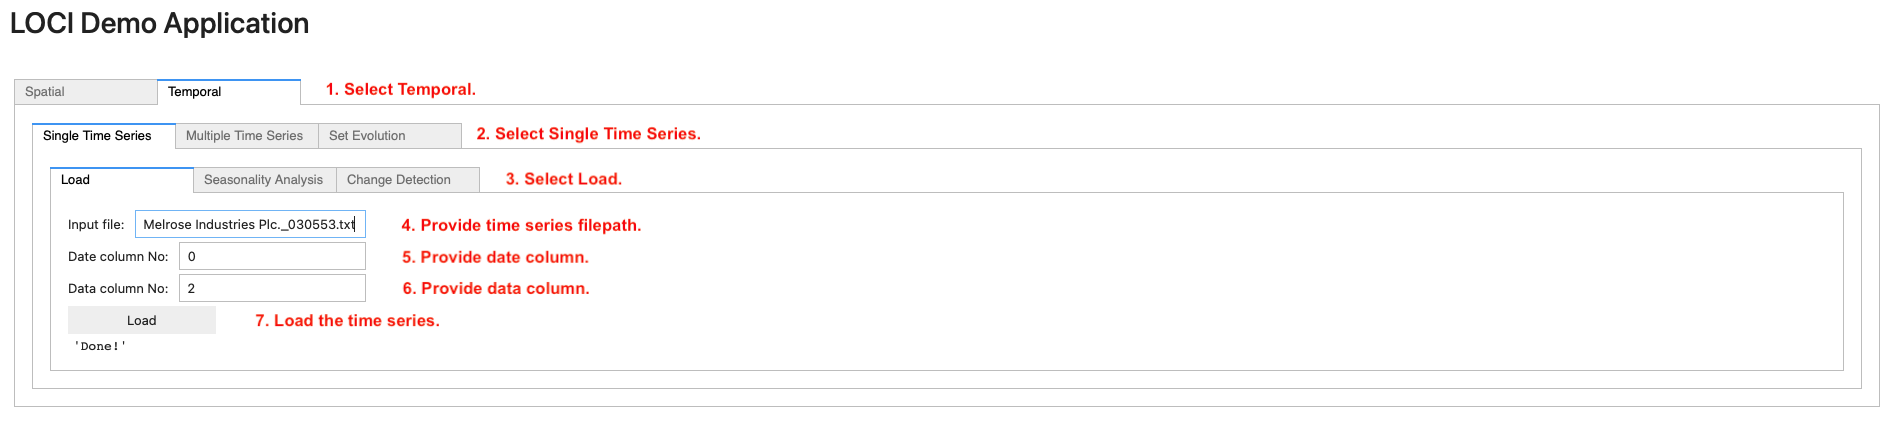 LOCI Demo Application
Spatial Temporal 1. Select Temporal.
Single Time Series Multiple Time Series Set Evolution 2. Select Single Time Series.
Load Seasonality Analysis Change Detection 3. Select Load.
Input file: Melrose Industries Plc._030553.txt 4. Provide time series filepath.
Date column No: 0 5. Provide date column.
Data column No: 2 6. Provide data column.
Load 7. Load the time series.
'Done!'